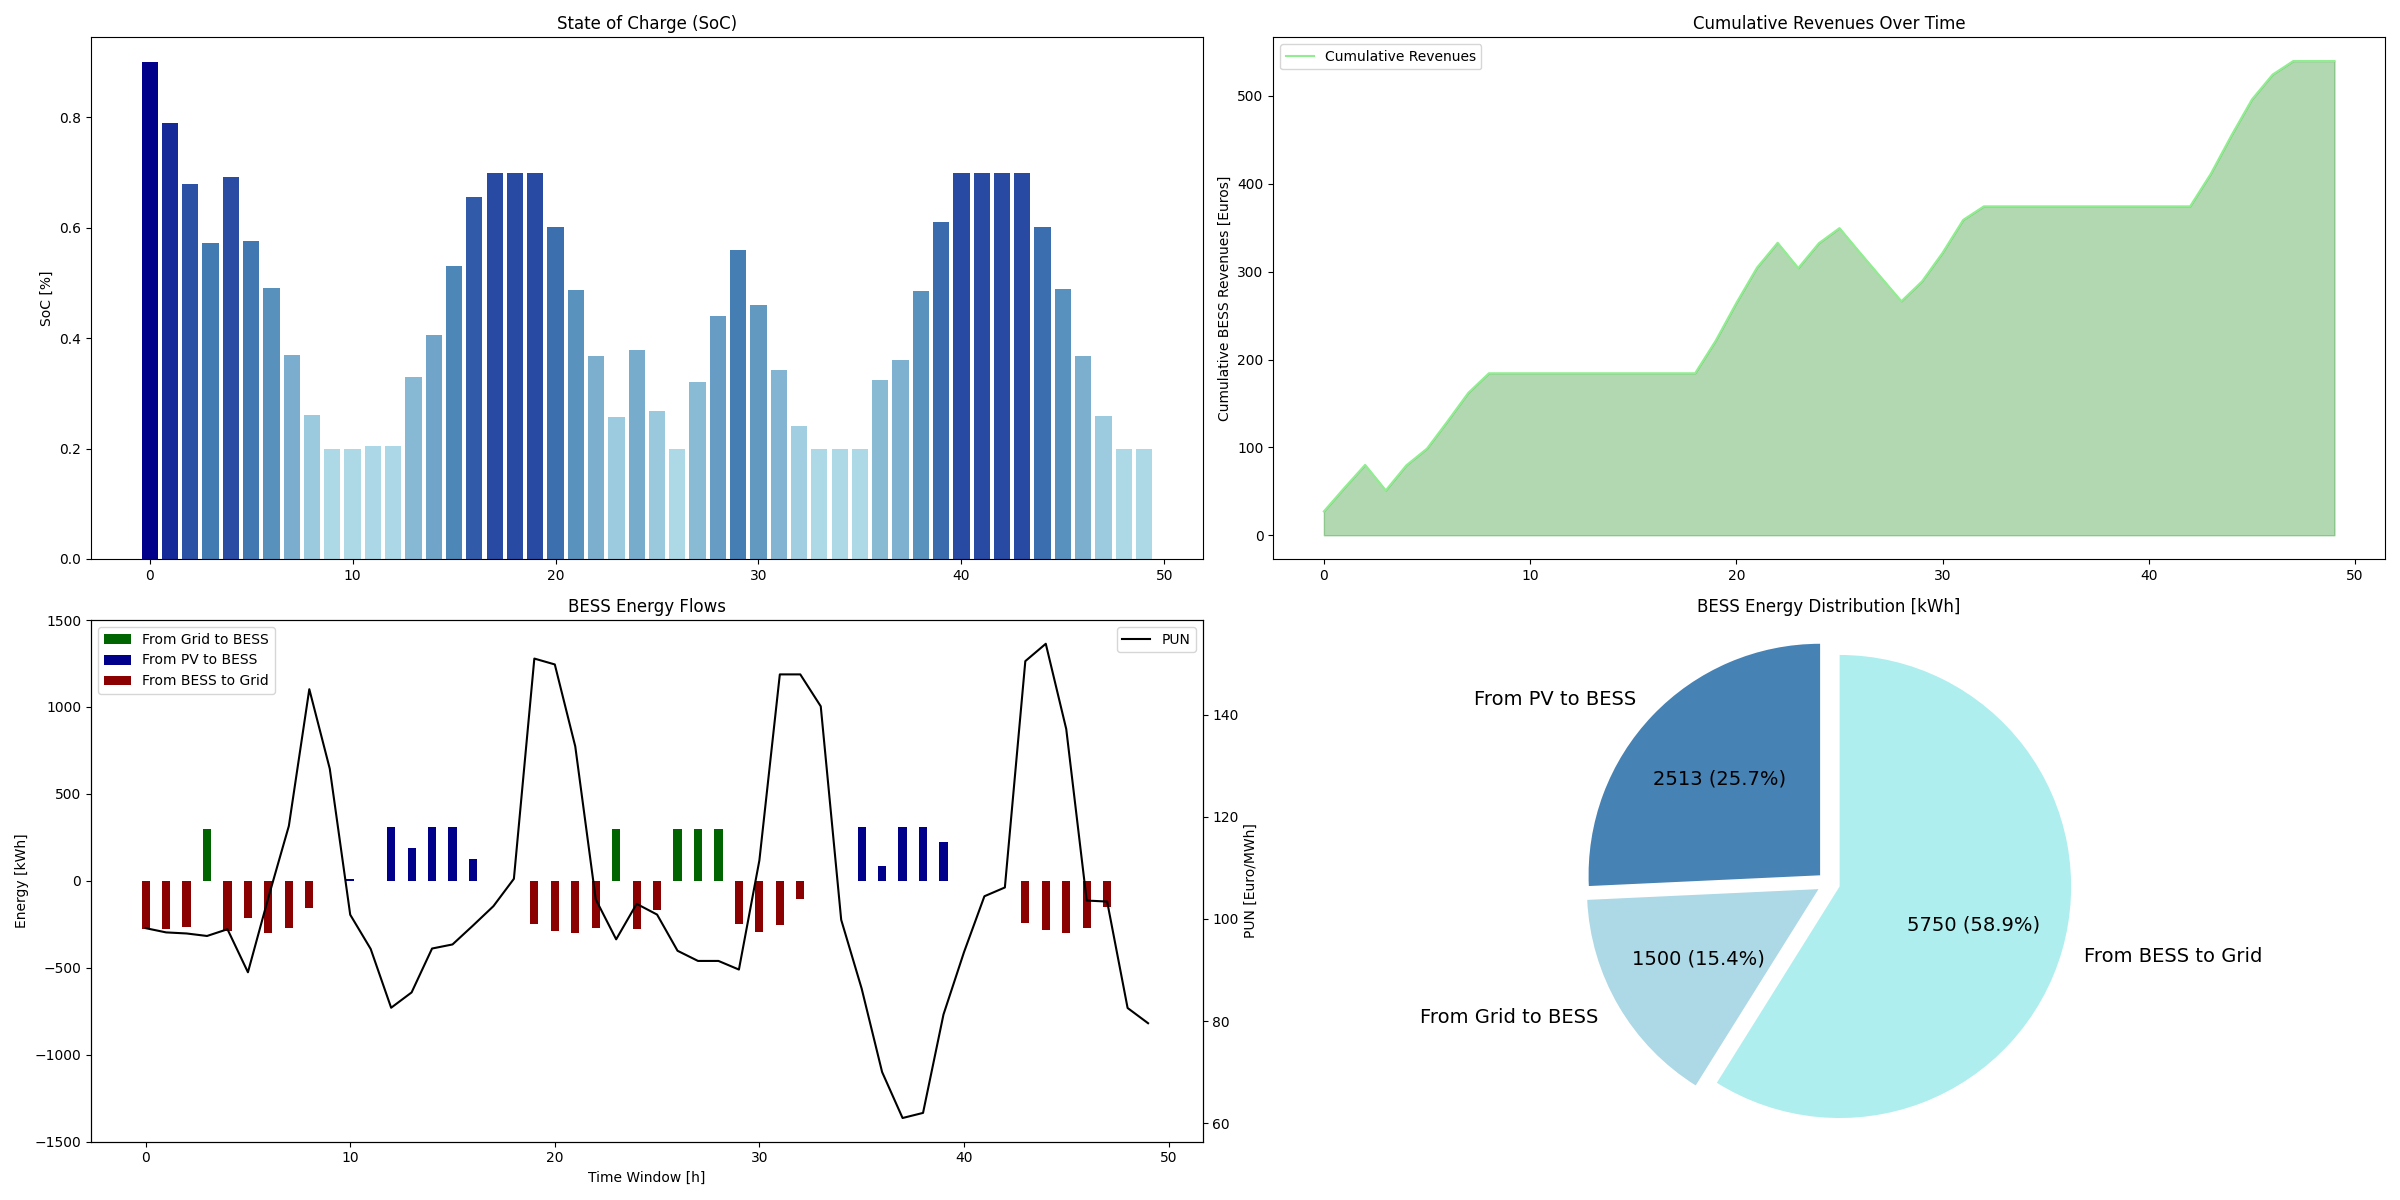 State of Charge (SoC)
SoC [%]
0.8
0.6
0.4
0.2
0.0
0 10 20 30 40 50
Cumulative Revenues Over Time
Cumulative Revenues
Cumulative BESS Revenues [Euros]
500
400
300
200
100
0
0 10 20 30 40 50
BESS Energy Flows
From Grid to BESS
From PV to BESS
From BESS to Grid
PUN
Energy [kWh]
1500
1000
500
0
−500
−1000
−1500
140
120
100
80
60
PUN [Euro/MWh]
0 10 20 30 40 50
Time Window [h]
BESS Energy Distribution [kWh]
From PV to BESS
2513 (25.7%)
5750 (58.9%)
From BESS to Grid
1500 (15.4%)
From Grid to BESS